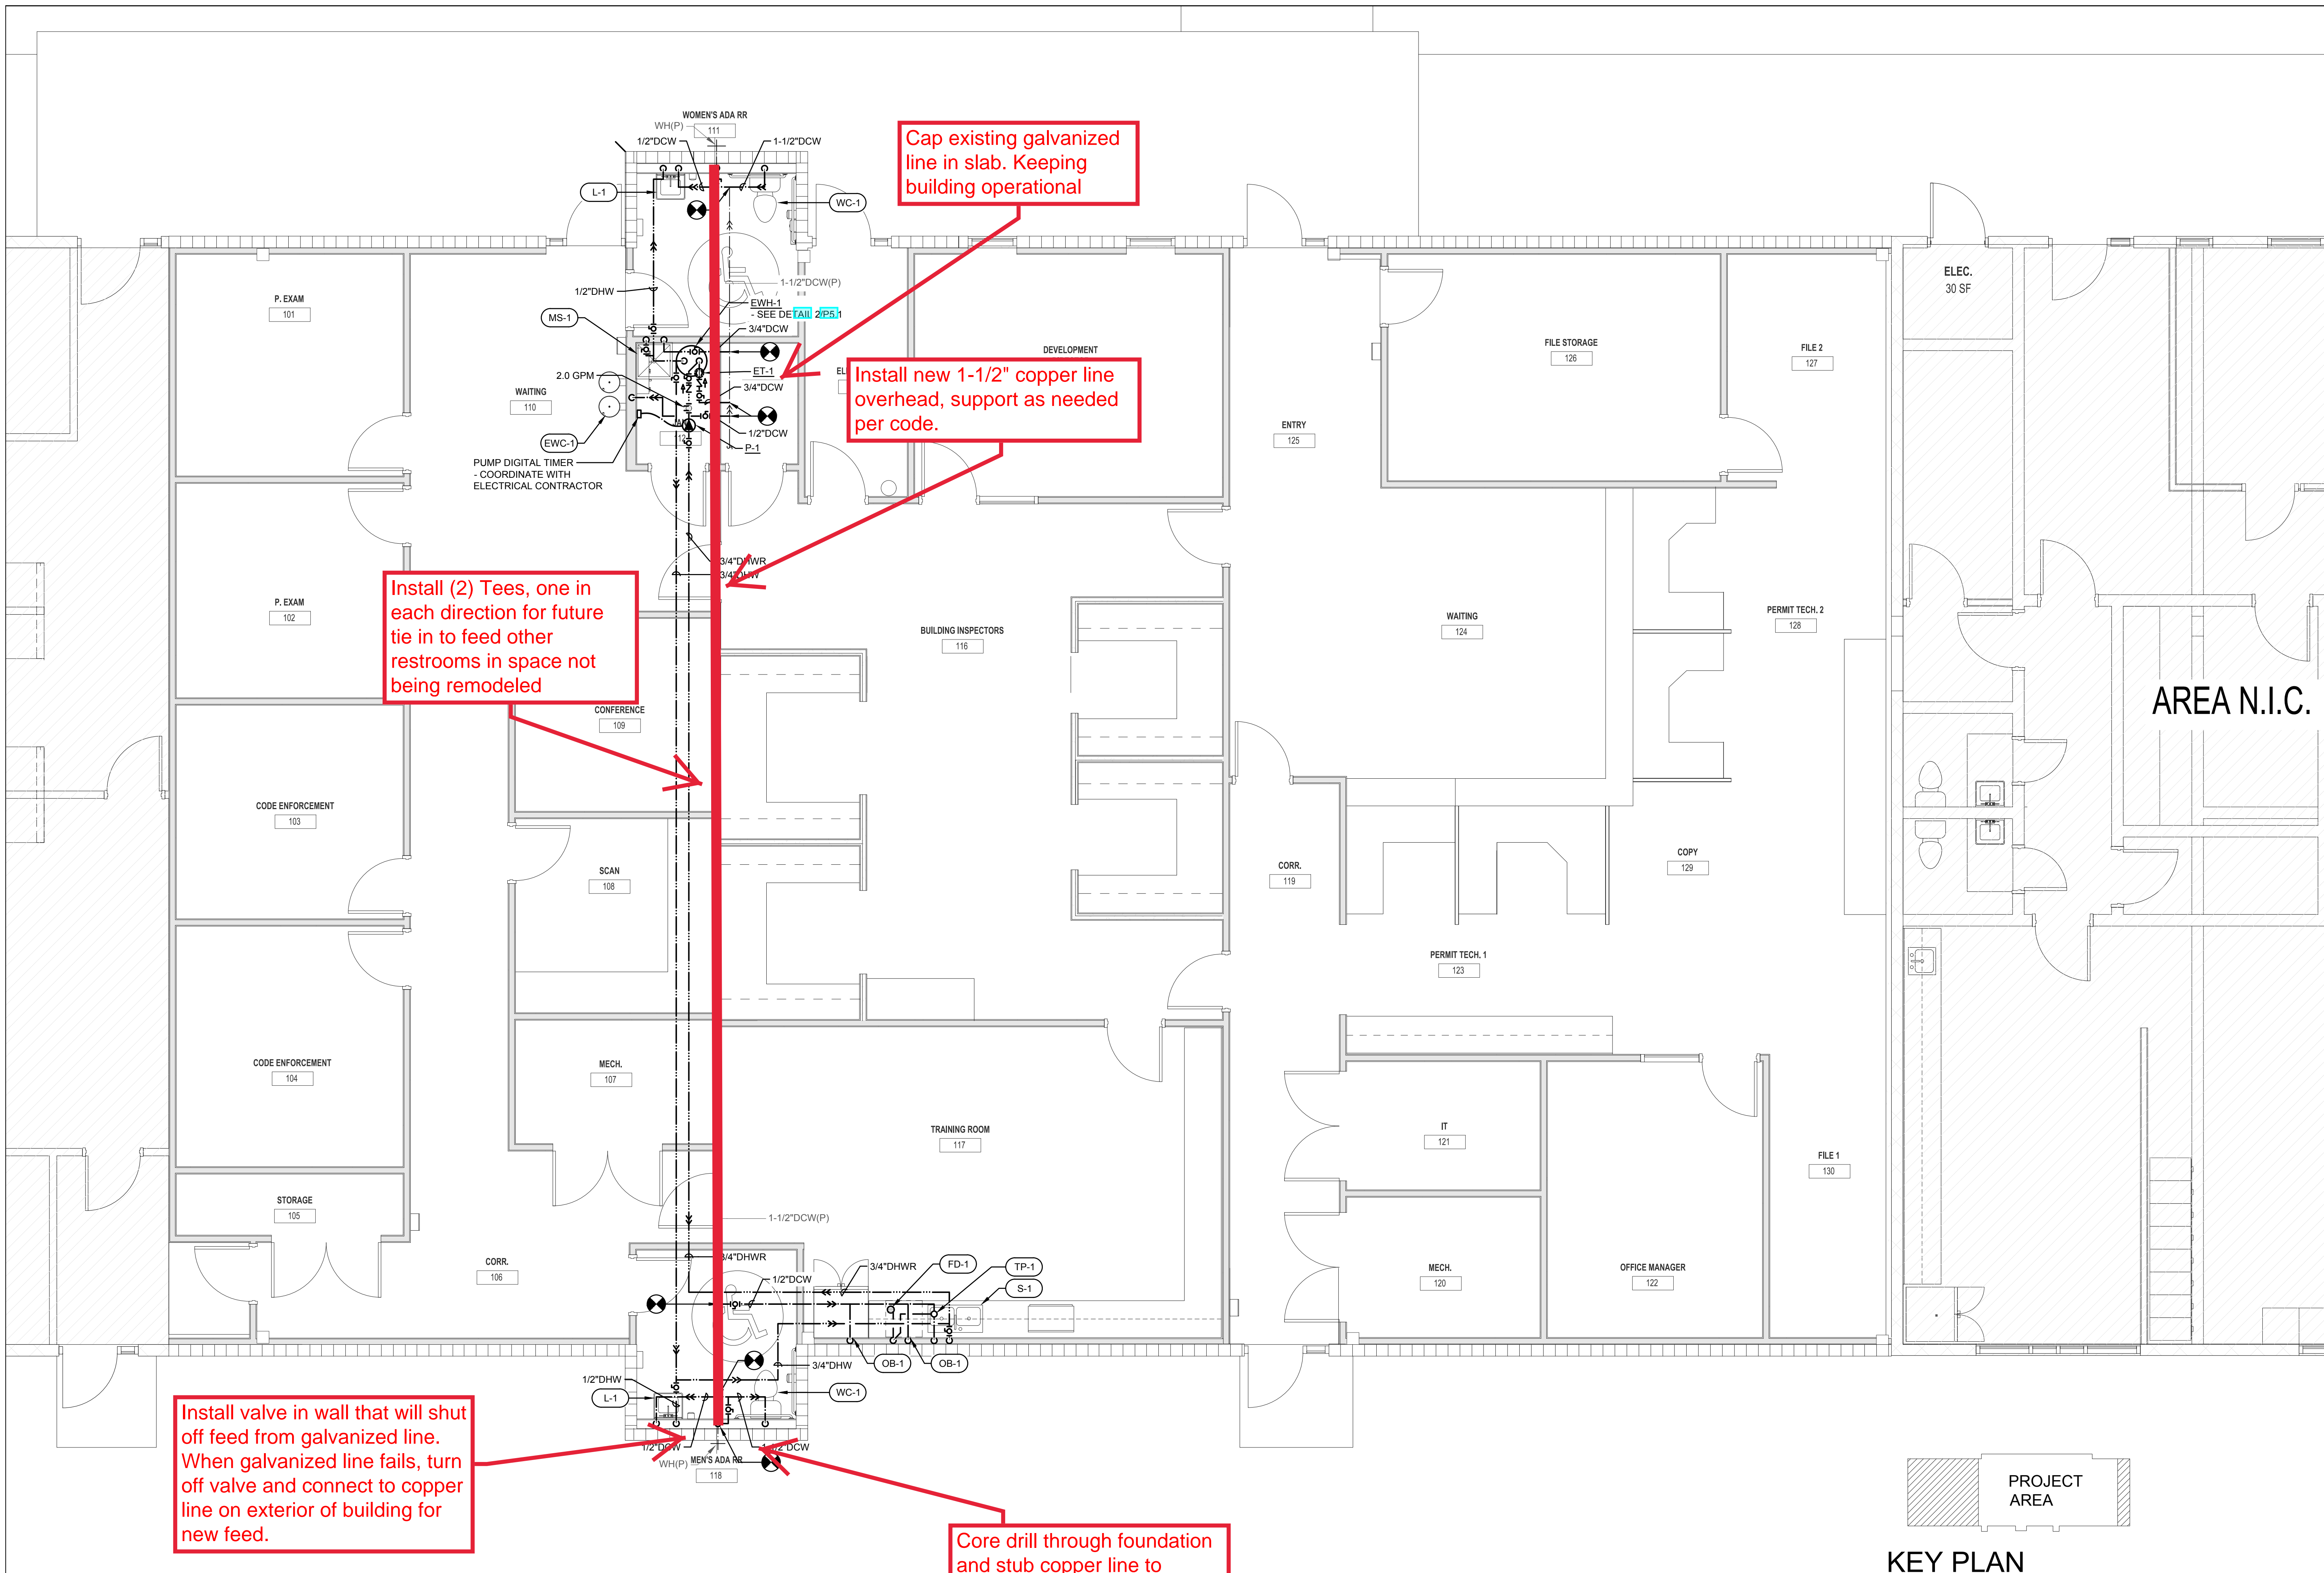 WOMEN'S ADA RR
111
WH(P)
1/2"DCW
1-1/2"DCW
Cap existing galvanized
line in slab. Keeping
building operational
L-1
WC-1
ELEC.
30 SF
1-1/2"DCW(P)
P. EXAM
101
1/2"DHW
EWH-1
- SEE DETAIL 2/P5.1
MS-1
3/4"DCW
DEVELOPMENT
FILE STORAGE
126
FILE 2
127
Install new 1-1/2" copper line
overhead, support as needed
per code.
2.0 GPM
ET-1
3/4"DCW
WAITING
110
ENTRY
125
1/2"DCW
112
EWC-1
P-1
PUMP DIGITAL TIMER
- COORDINATE WITH
ELECTRICAL CONTRACTOR
3/4"DHWR
3/4"DHW
Install (2) Tees, one in
each direction for future
tie in to feed other
restrooms in space not
being remodeled
P. EXAM
102
BUILDING INSPECTORS
116
WAITING
124
PERMIT TECH. 2
128
AREA N.I.C.
CONFERENCE
109
CODE ENFORCEMENT
103
SCAN
108
CORR.
119
COPY
129
PERMIT TECH. 1
123
CODE ENFORCEMENT
104
MECH.
107
TRAINING ROOM
117
IT
121
FILE 1
130
STORAGE
105
1-1/2"DCW(P)
CORR.
106
3/4"DHWR
1/2"DCW
3/4"DHWR
FD-1
TP-1
S-1
MECH.
120
OFFICE MANAGER
122
OB-1
OB-1
3/4"DHW
1/2"DHW
L-1
WC-1
Install valve in wall that will shut
off feed from galvanized line.
When galvanized line fails, turn
off valve and connect to copper
line on exterior of building for
new feed.
1/2"DCW
WH(P)
MEN'S ADA RR
118
Core drill through foundation
and stub copper line to
PROJECT
AREA
KEY PLAN